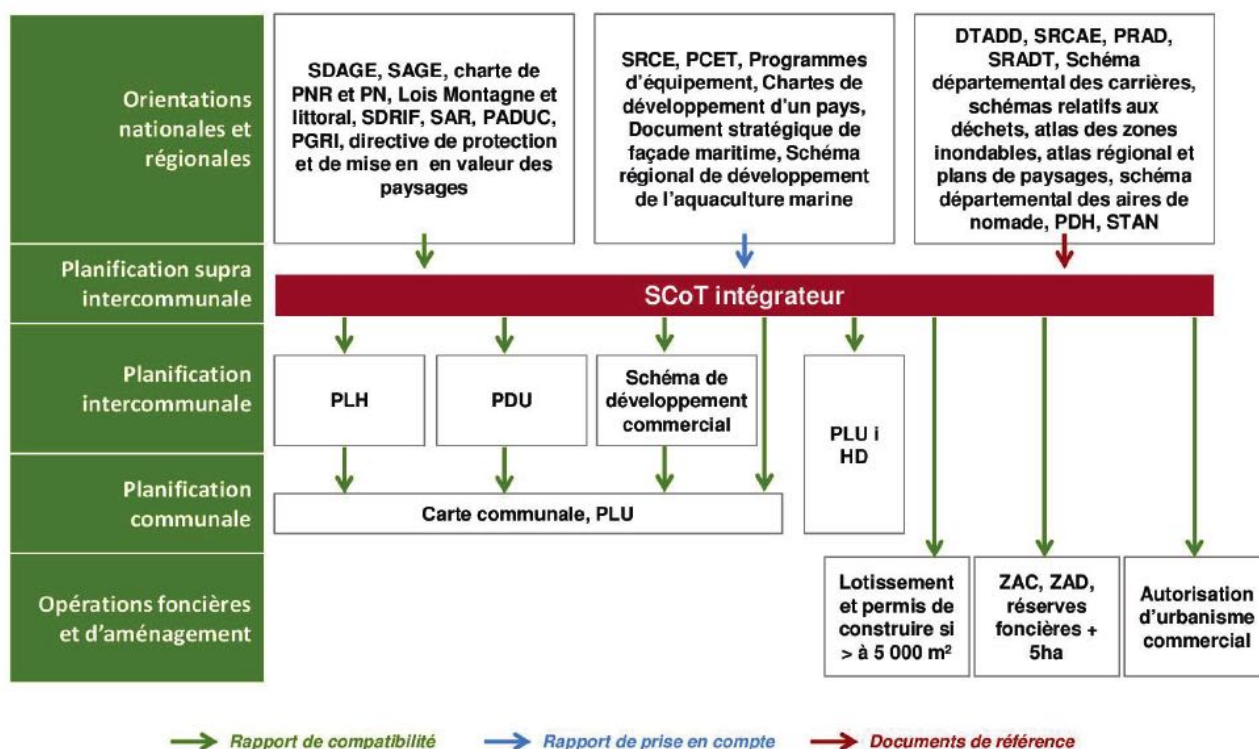 Orientations
nationales et
régionales
SDAGE, SAGE, charte de
PNR et PN, Lois Montagne et
littoral, SDRIF, SAR, PADUC,
PGRI, directive de protection
et de mise en en valeur des
paysages
SRCE, PCET, Programmes
d’équipement, Chartes de
développement d’un pays,
Document stratégique de
façade maritime, Schéma
régional de développement
de l’aquaculture marine
DTADD, SRCAE, PRAD,
SRADT, Schéma
départemental des carrières,
schémas relatifs aux
déchets, atlas des zones
inondables, atlas régional et
plans de paysages, schéma
départemental des aires de
nomade, PDH, STAN
Planification supra
intercommunale
SCoT intégrateur
Planification
intercommunale
PLH
PDU
Schéma de
développement
commercial
PLU i
HD
Planification
communale
Carte communale, PLU
Opérations foncières
et d’aménagement
Lotissement
et permis de
construire si
> à 5 000 m²
ZAC, ZAD,
réserves
foncières +
5ha
Autorisation
d’urbanisme
commercial
Rapport de compatibilité
Rapport de prise en compte
Documents de référence